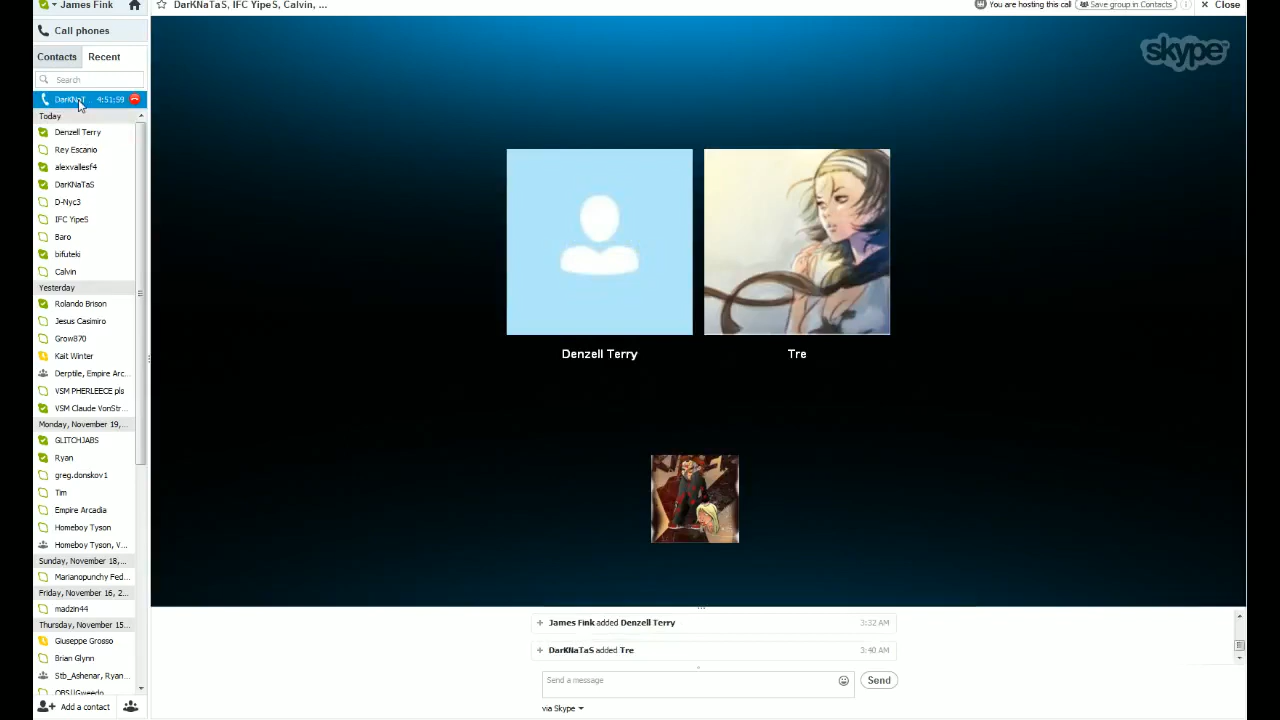 James Fink
DarKNaTaS, IFC YipeS, Calvin, ...
You are hosting this call
Save group in Contacts
Close
Call phones
skype
Contacts
Recent
Search
DarKNaT
4:51:59
Today
Denzell Terry
Rey Escanio
alexvallesf4
DarKNaTaS
D-Nyc3
IFC YipeS
Baro
bifuteki
Calvin
Yesterday
Rolando Brison
Jesus Casimiro
Grow870
Kait Winter
Derptile, Empire Arc...
VSM PHERLEECE pls
VSM Claude VonStr...
Monday, November 19,...
GLITCHJABS
Ryan
greg.donskov1
Tim
Empire Arcadia
Homeboy Tyson
Homeboy Tyson, V...
Sunday, November 18,...
Marianopunchy Fed...
Friday, November 16, 2...
madzin44
Thursday, November 15...
Giuseppe Grosso
Brian Glynn
Stb_Ashenar, Ryan...
Add a contact
Denzell Terry
Tre
James Fink added Denzell Terry
3:32 AM
DarKNaTaS added Tre
3:40 AM
Send a message
Send
via Skype